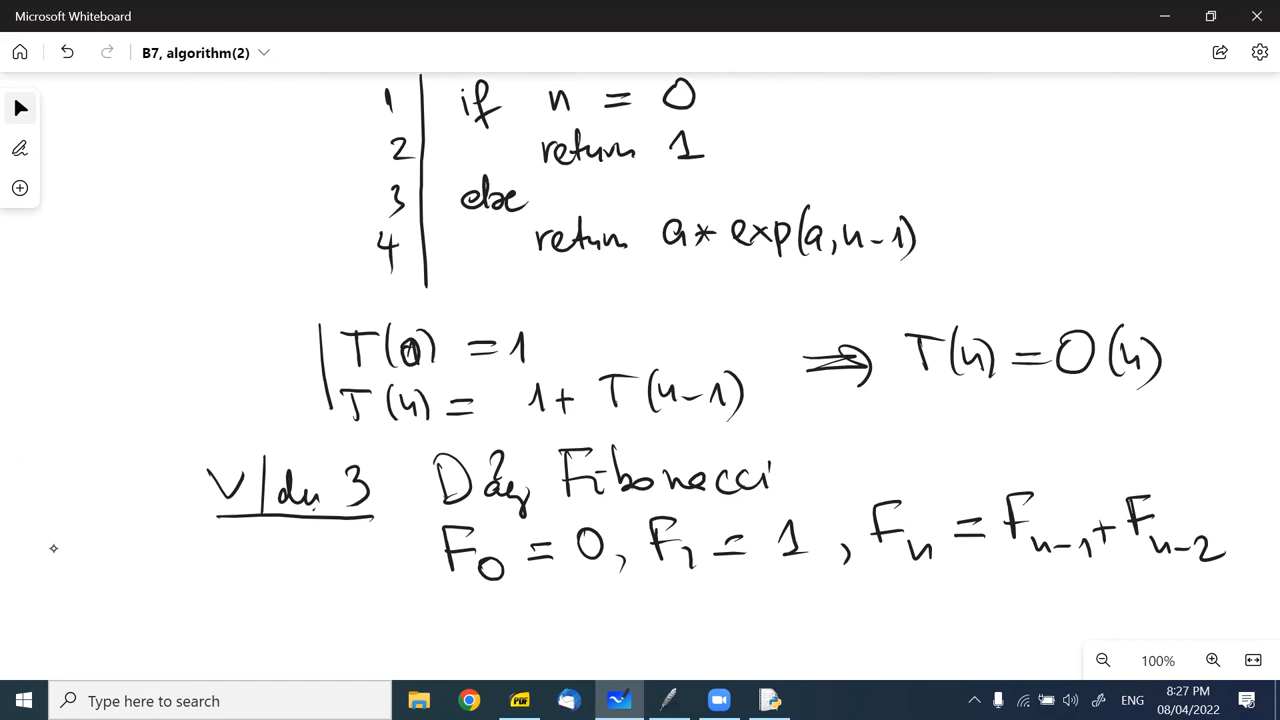 Microsoft Whiteboard
B7, algorithm(2)
1 if n = 0
2 return 1
3 else
4 return a * exp(a, n-1)
T(0) = 1
T(n) = 1 + T(n-1) ⇒ T(n) = O(n)
V/dụ 3 Dãy Fibonacci
F₀ = 0, F₁ = 1, Fₙ = Fₙ₋₁ + Fₙ₋₂
100%
Type here to search
PDF
ENG
8:27 PM
08/04/2022